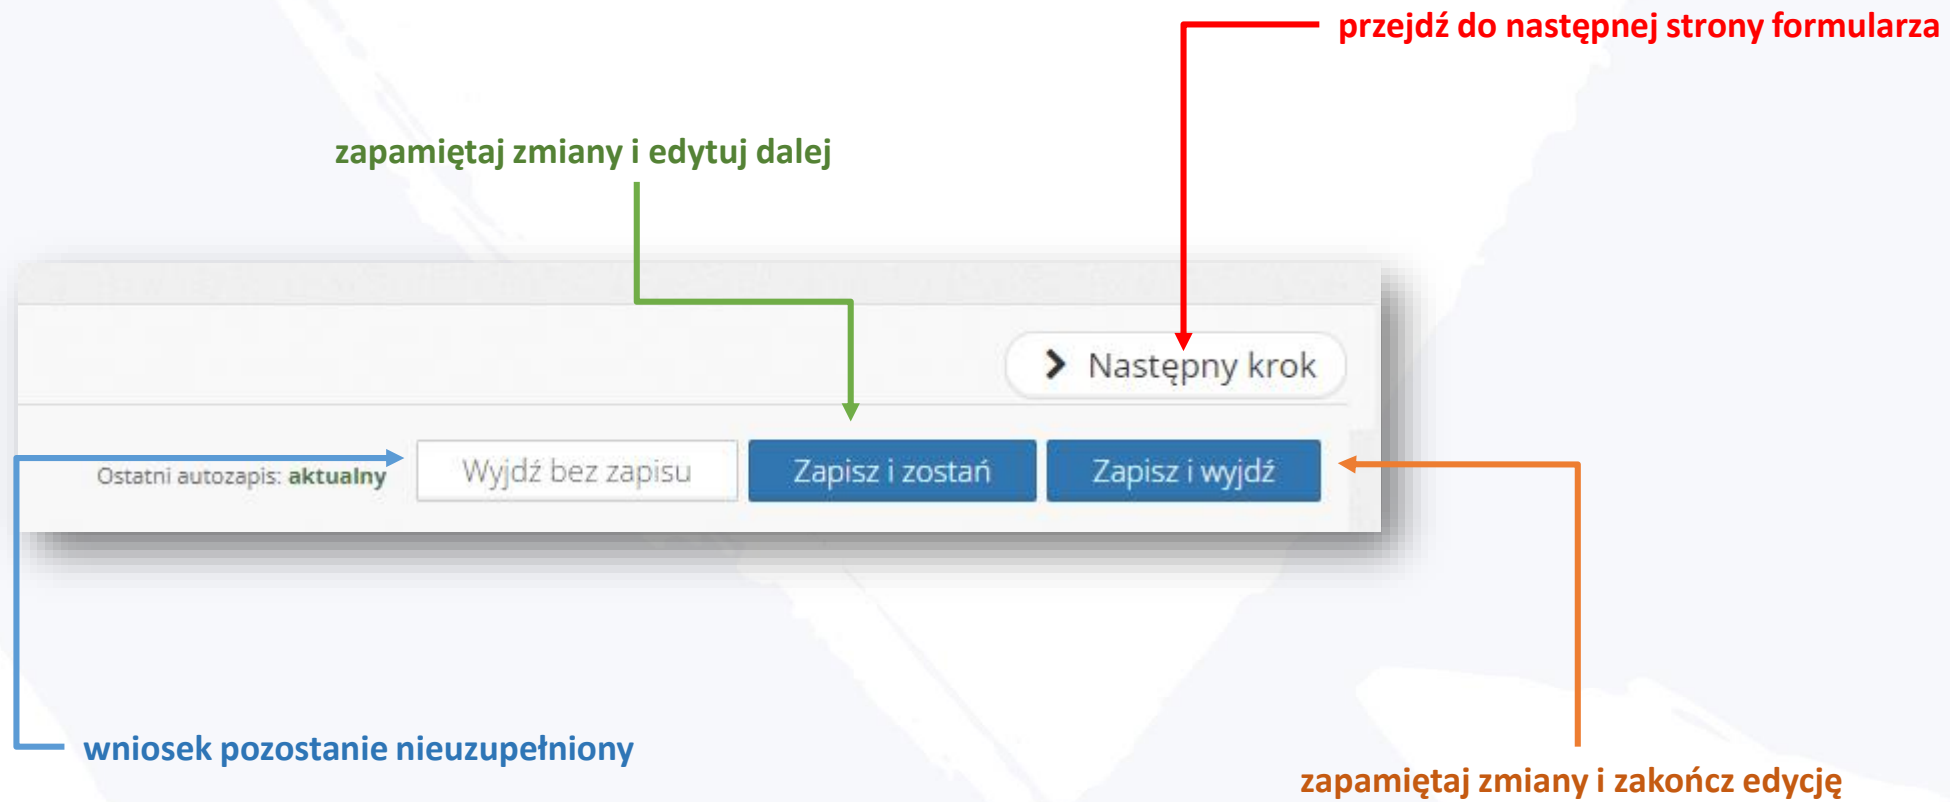 przejdź do następnej strony formularza
zapamiętaj zmiany i edytuj dalej
Następny krok
Ostatni autozapis: aktualny
Wyjdź bez zapisu
Zapisz i zostań
Zapisz i wyjdź
wniosek pozostanie nieuzupełniony
zapamiętaj zmiany i zakończ edycję